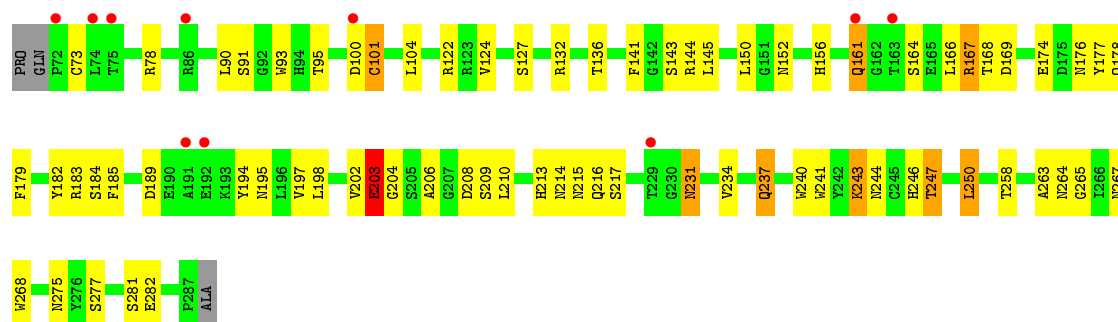 PRO GLN P72 C73 L74 T75 R78 R86 L90 S91 G92 W93 H94 T95 D100 C101 L104 R122 R123 V124 S127 R132 T136 F141 G142 S143 R144 L145 L150 G151 N152 H156 Q161 G162 T163 S164 E165 L166 R167 T168 D169 E174 D175 N176 Y177 Q178
F179 Y182 R183 S184 F185 D189 E190 A191 E192 K193 Y194 N195 L196 V197 L198 V202 E203 G204 S205 A206 G207 D208 S209 L210 H213 N214 N215 Q216 S217 T229 G230 N231 V234 Q237 W240 W241 Y242 K243 N244 C245 H246 T247 L250 T258 A263 N264 G265 I266 N267
W268 N275 Y276 S277 S281 E282 P287 ALA